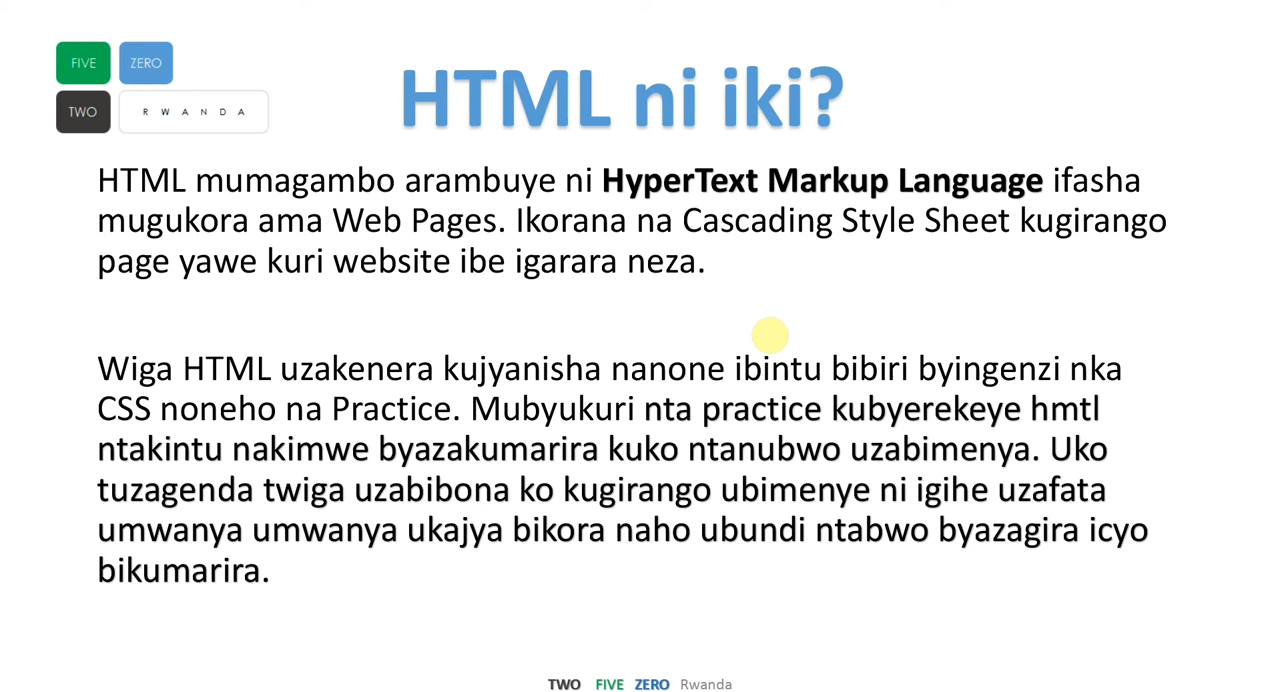 FIVE ZERO
TWO R W A N D A
HTML ni iki?
HTML mumagambo arambuye ni HyperText Markup Language ifasha
mugukora ama Web Pages. Ikorana na Cascading Style Sheet kugirango
page yawe kuri website ibe igarara neza.
Wiga HTML uzakenera kujyanisha nanone ibintu bibiri byingenzi nka
CSS noneho na Practice. Mubyukuri nta practice kubyerekeye hmtl
ntakintu nakimwe byazakumarira kuko ntanubwo uzabimenya. Uko
tuzagenda twiga uzabibona ko kugirango ubimenye ni igihe uzafata
umwanya umwanya ukajya bikora naho ubundi ntabwo byazagira icyo
bikumarira.
TWO FIVE ZERO Rwanda